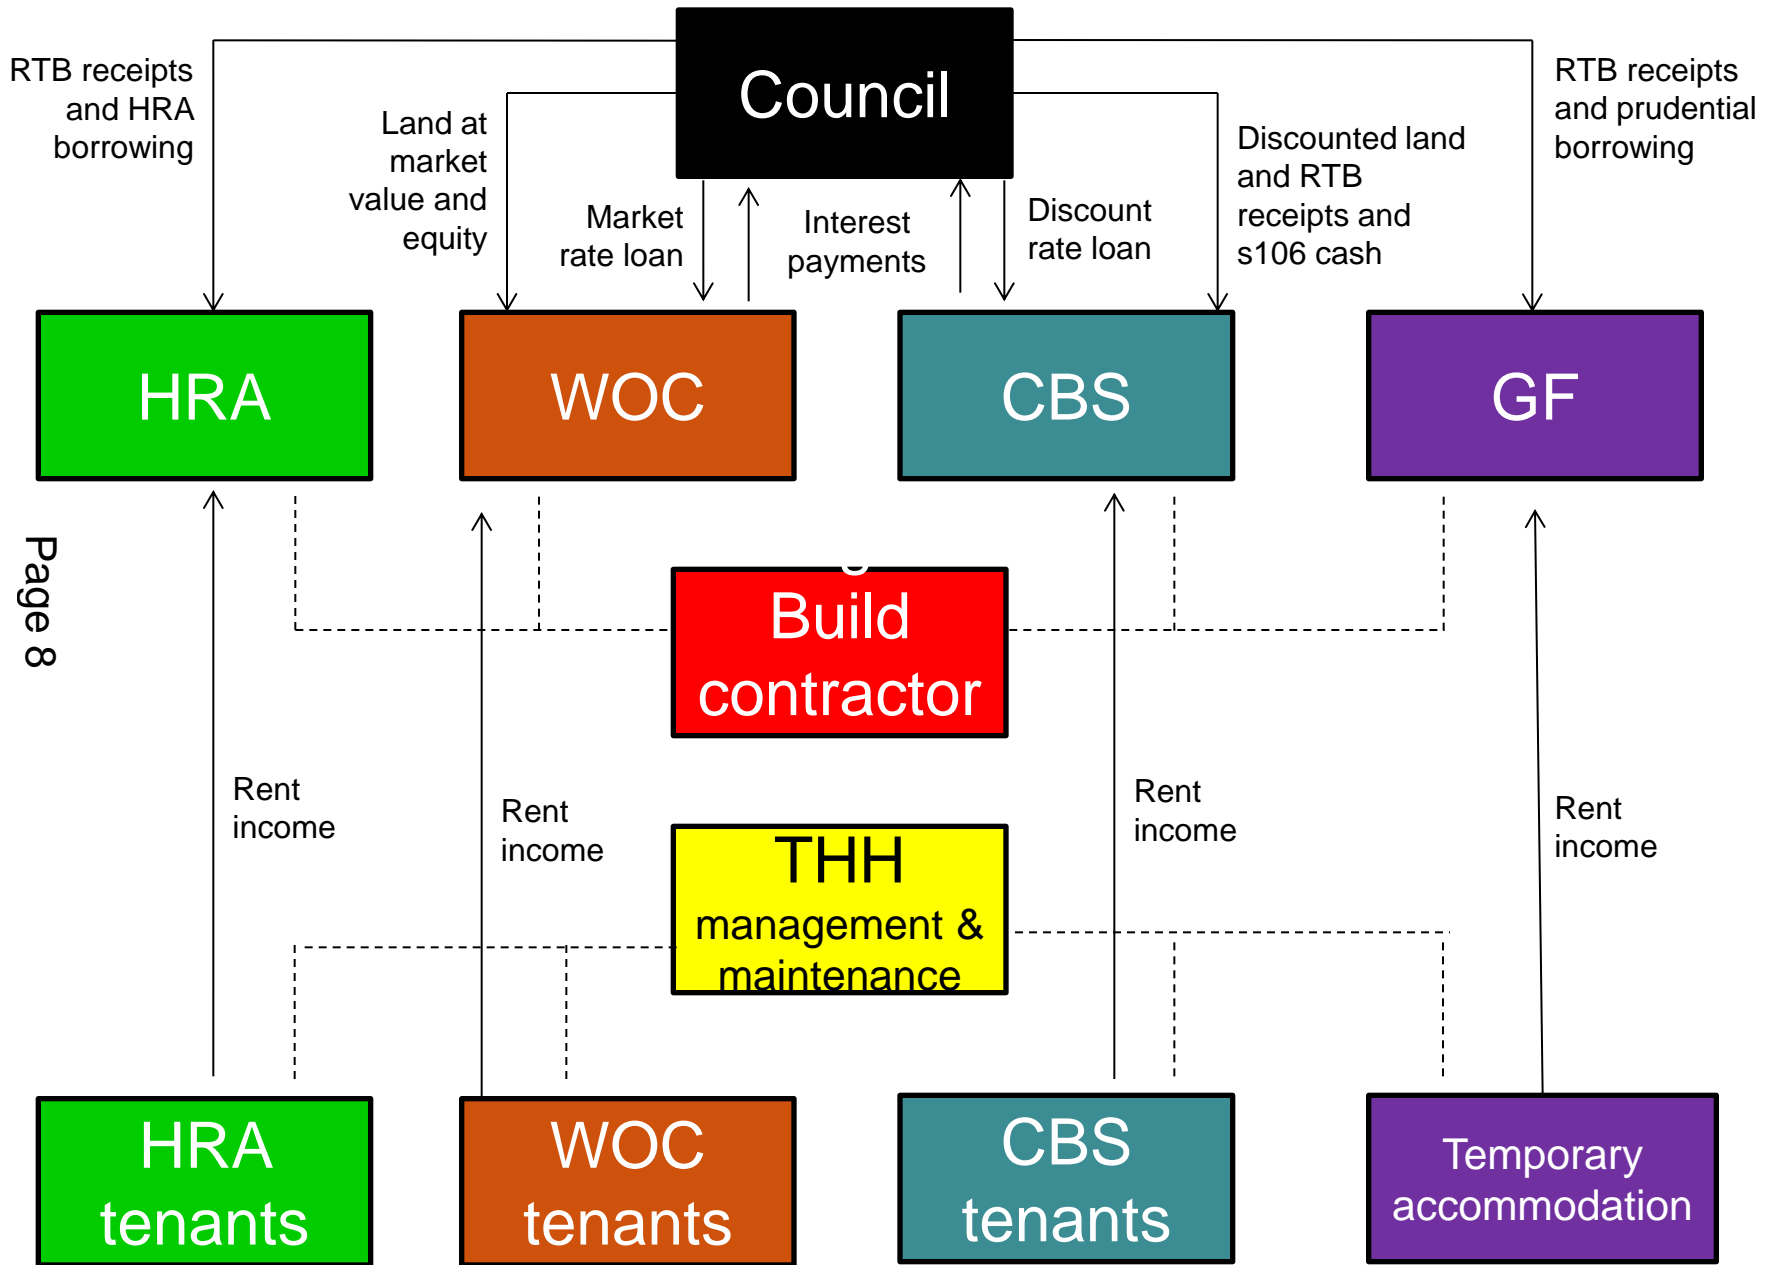 Council
RTB receipts
and HRA
borrowing
Land at
market
value and
equity
Market
rate loan
Interest
payments
Discount
rate loan
Discounted land
and RTB
receipts and
s106 cash
RTB receipts
and prudential
borrowing
HRA
WOC
CBS
GF
Page 8
Build
contractor
Rent
income
Rent
income
Rent
income
Rent
income
THH
management &
maintenance
HRA
tenants
WOC
tenants
CBS
tenants
Temporary
accommodation